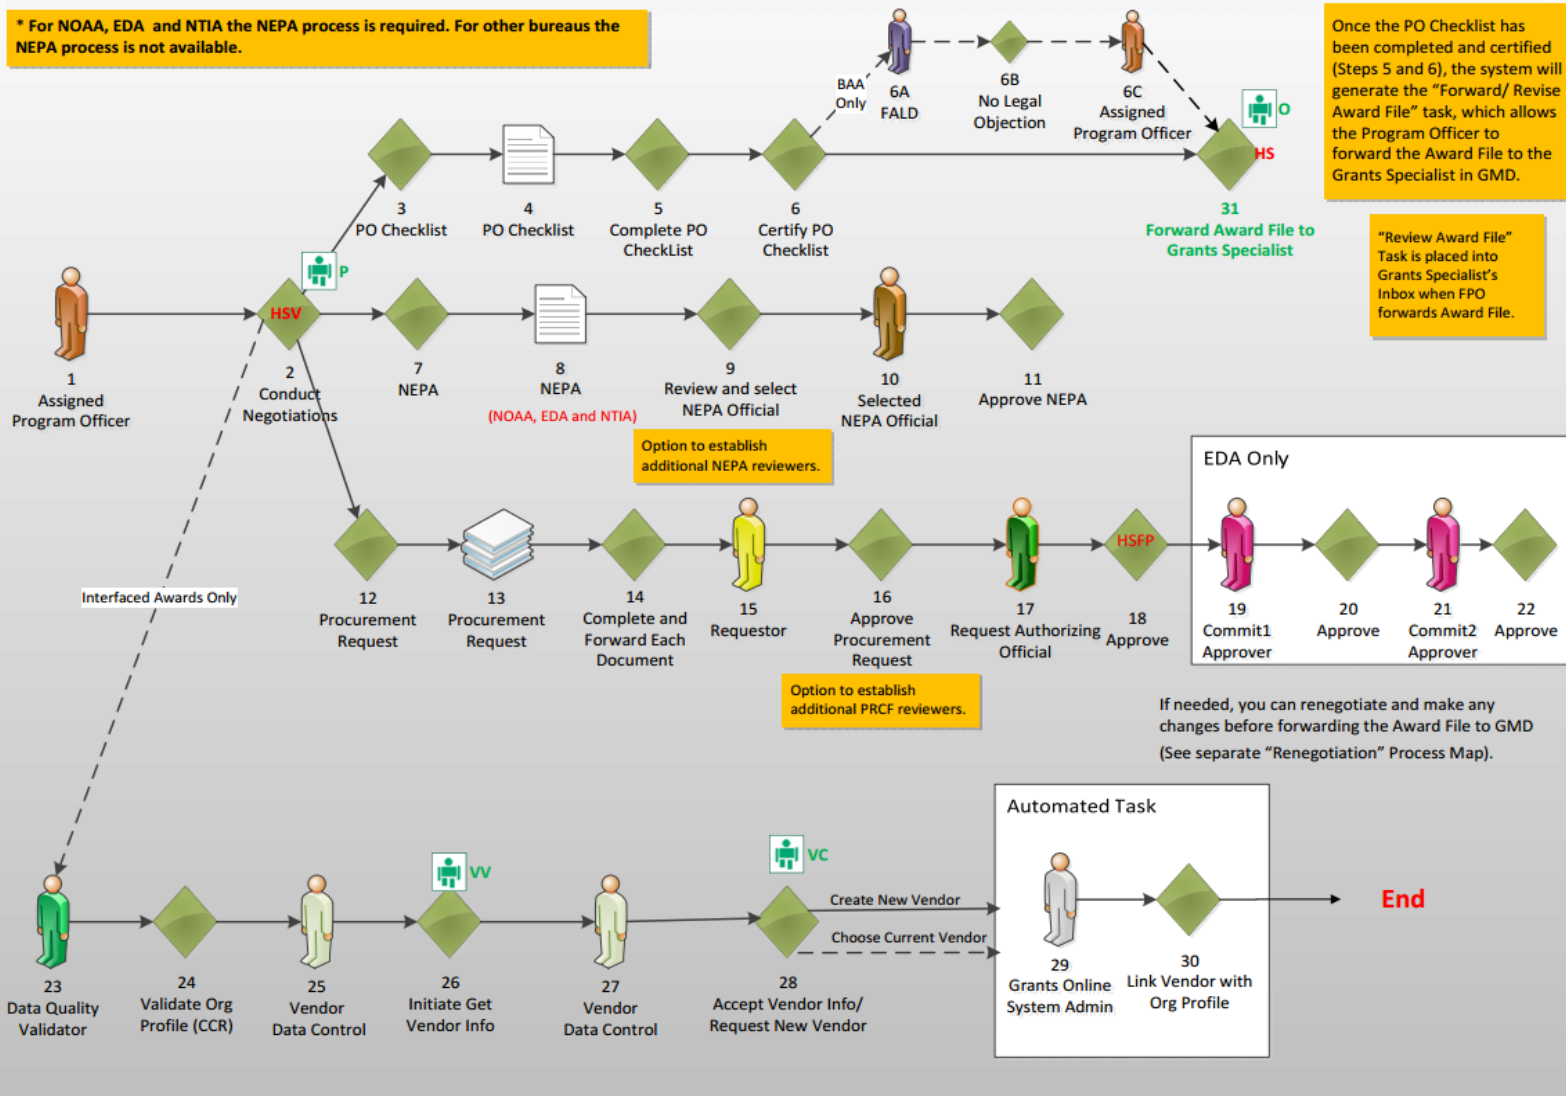 * For NOAA, EDA  and NTIA the NEPA process is required. For other bureaus the
NEPA process is not available.
Once the PO Checklist has
been completed and certified
(Steps 5 and 6), the system will
generate the “Forward/ Revise
Award File” task, which allows
the Program Officer to
forward the Award File to the
Grants Specialist in GMD.
BAA
Only
6A
FALD
6B
No Legal
Objection
6C
Assigned
Program Officer
O
HS
3
PO Checklist
4
PO Checklist
5
Complete PO
CheckList
6
Certify PO
Checklist
31
Forward Award File to
Grants Specialist
“Review Award File”
Task is placed into
Grants Specialist’s
Inbox when FPO
forwards Award File.
P
HSV
1
Assigned
Program Officer
2
Conduct
Negotiations
7
NEPA
8
NEPA
(NOAA, EDA and NTIA)
9
Review and select
NEPA Official
10
Selected
NEPA Official
11
Approve NEPA
Option to establish
additional NEPA reviewers.
EDA Only
HSFP
Interfaced Awards Only
12
Procurement
Request
13
Procurement
Request
14
Complete and
Forward Each
Document
15
Requestor
16
Approve
Procurement
Request
17
Request Authorizing
Official
18
Approve
19
Commit1
Approver
20
Approve
21
Commit2
Approver
22
Approve
Option to establish
additional PRCF reviewers.
If needed, you can renegotiate and make any
changes before forwarding the Award File to GMD
(See separate “Renegotiation” Process Map).
Automated Task
VV
VC
Create New Vendor
Choose Current Vendor
End
23
Data Quality
Validator
24
Validate Org
Profile (CCR)
25
Vendor
Data Control
26
Initiate Get
Vendor Info
27
Vendor
Data Control
28
Accept Vendor Info/
Request New Vendor
29
Grants Online
System Admin
30
Link Vendor with
Org Profile